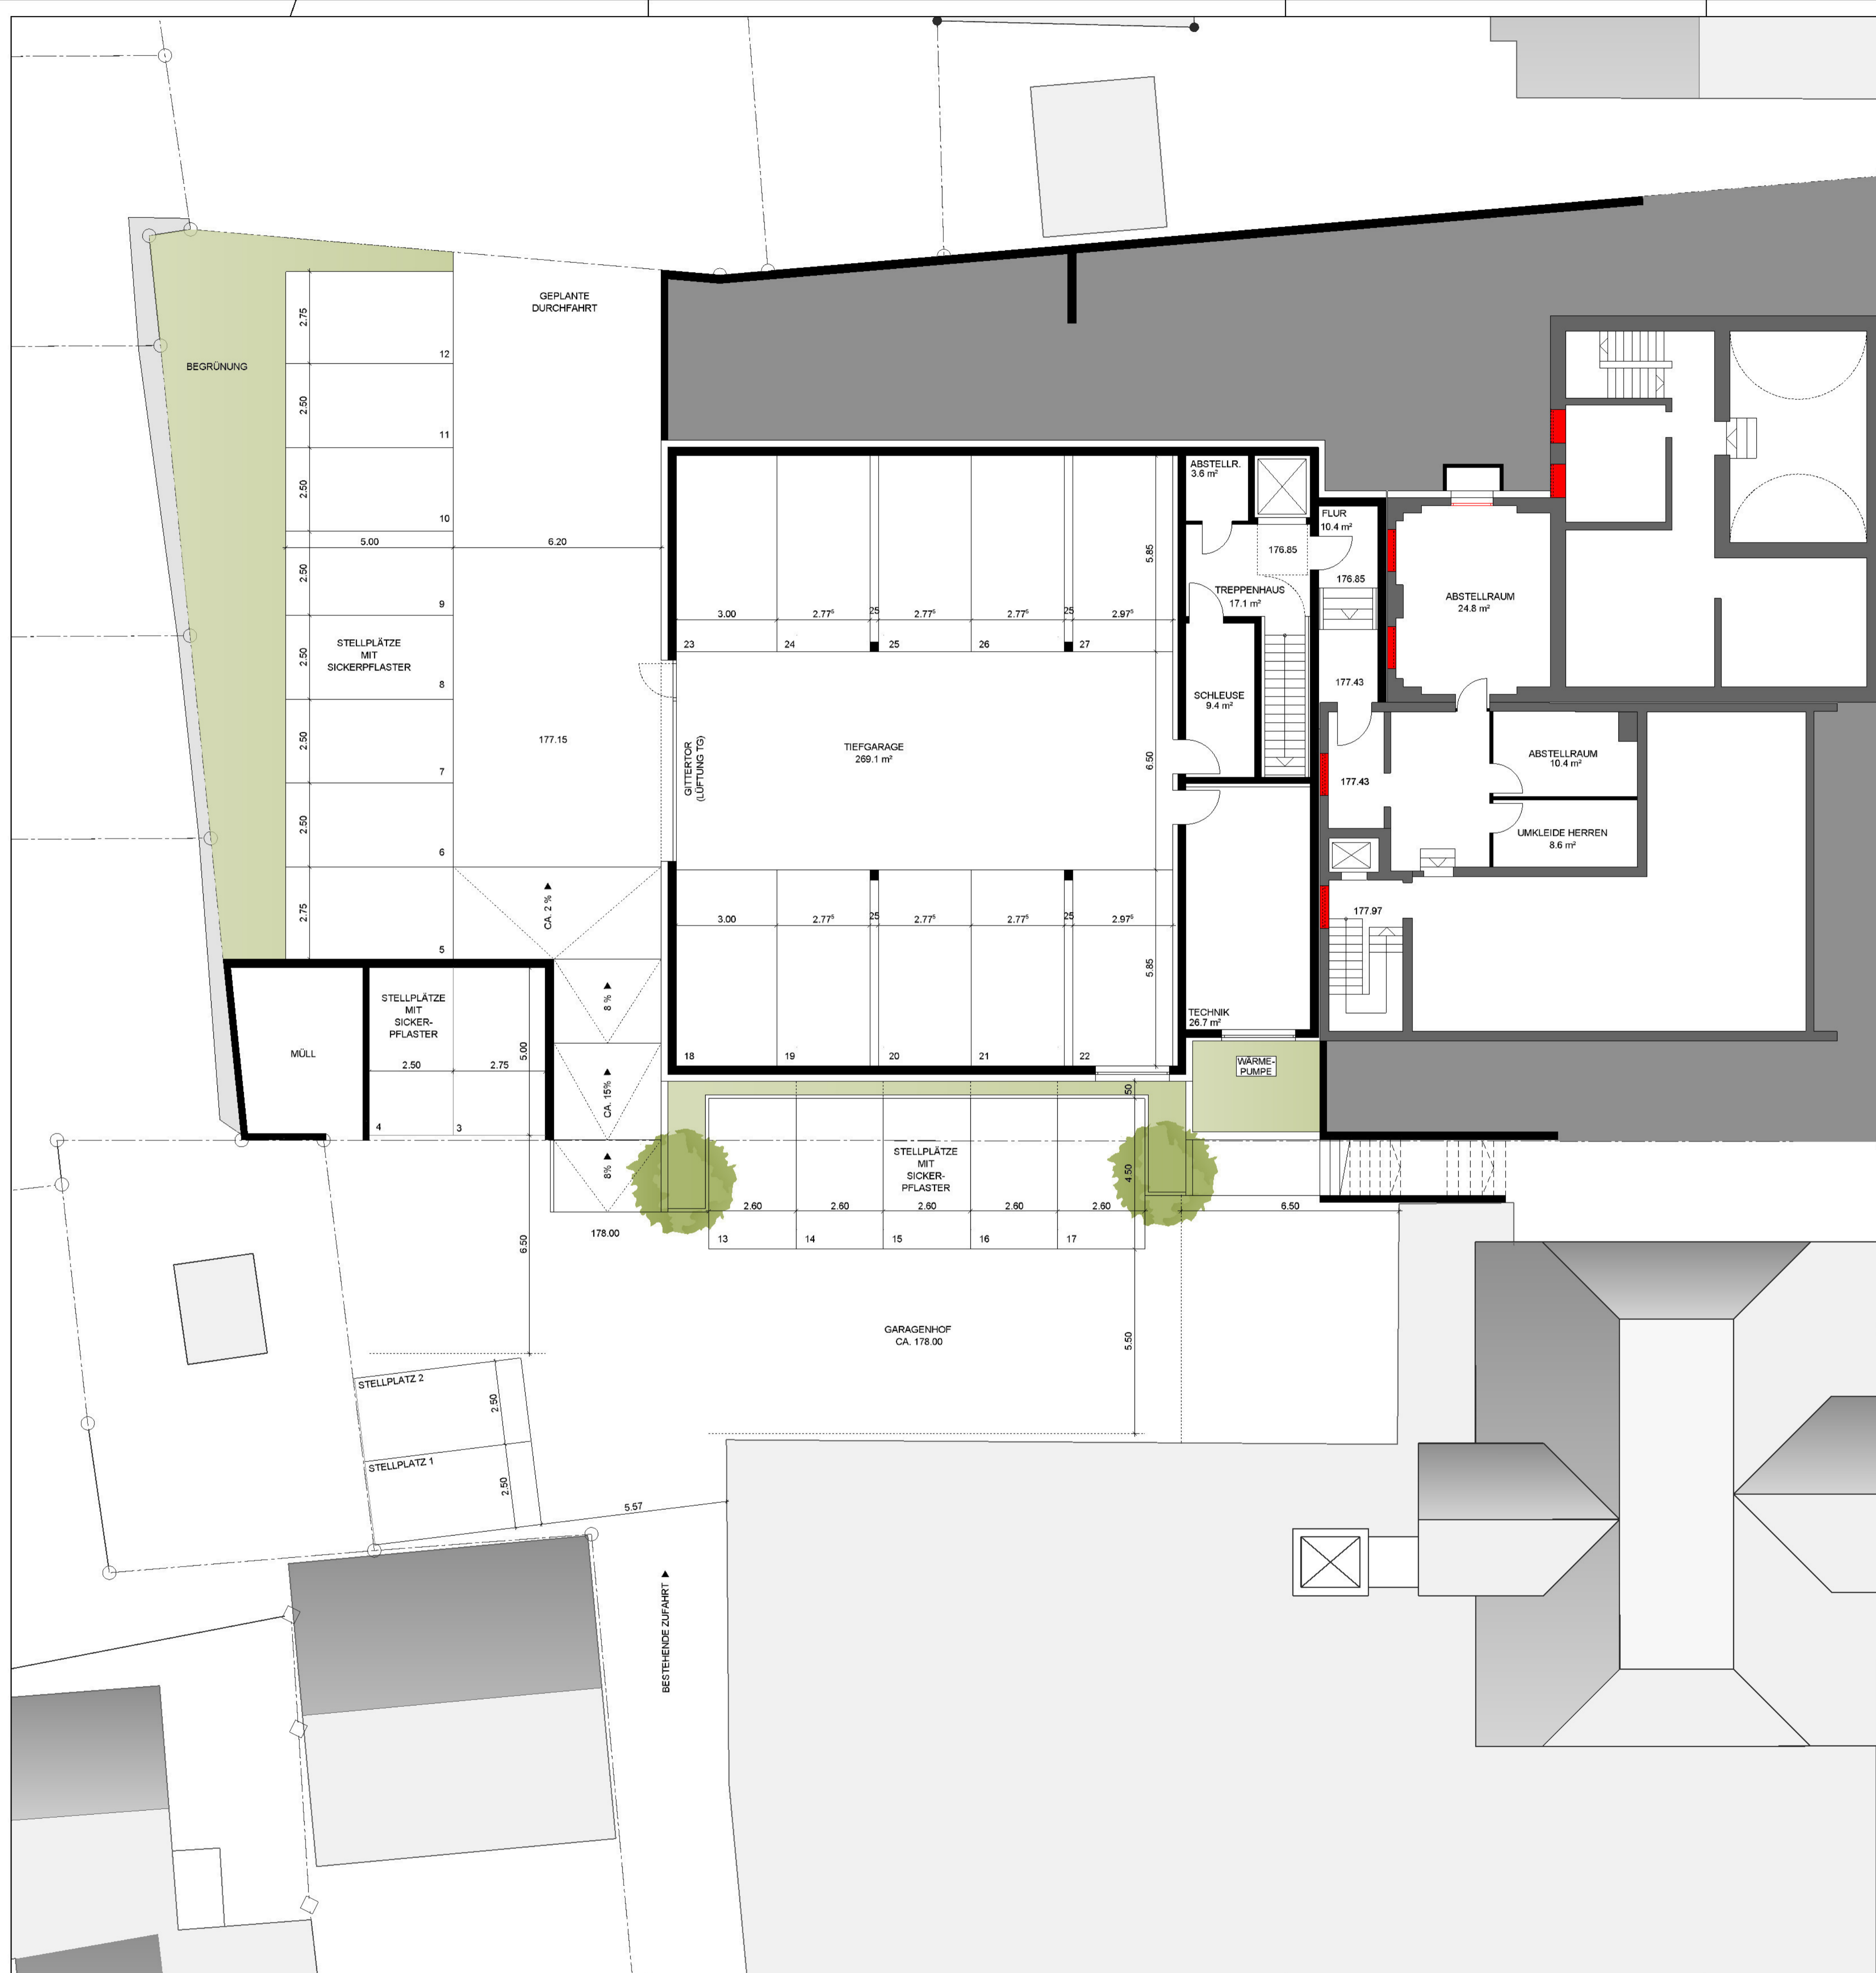 GEPLANTE
DURCHFAHRT
BEGRÜNUNG
2.75
12
2.50
11
2.50
10
5.00
6.20
2.50
9
STELLPLÄTZE
MIT
SICKERPFLASTER
2.50
8
2.50
7
177.15
2.50
6
2.75
5
CA. 2 % ▲
8 % ▲
CA. 15% ▲
8% ▲
178.00
GITTERTOR
(LÜFTUNG TG)
ABSTELLR.
3.6 m²
FLUR
10.4 m²
176.85
176.85
TREPPENHAUS
17.1 m²
5.85
3.00
2.77⁵
25
2.77⁵
2.77⁵
25
2.97⁵
23
24
25
26
27
ABSTELLRAUM
24.8 m²
SCHLEUSE
9.4 m²
177.43
TIEFGARAGE
269.1 m²
6.50
177.43
ABSTELLRAUM
10.4 m²
UMKLEIDE HERREN
8.6 m²
177.97
3.00
2.77⁵
25
2.77⁵
2.77⁵
25
2.97⁵
5.85
18
19
20
21
22
TECHNIK
26.7 m²
WÄRME-
PUMPE
MÜLL
STELLPLÄTZE
MIT
SICKER-
PFLASTER
2.50
2.75
5.00
4
3
50
STELLPLÄTZE
MIT
SICKER-
PFLASTER
4.50
2.60
2.60
2.60
2.60
2.60
6.50
13
14
15
16
17
6.50
GARAGENHOF
CA. 178.00
5.50
STELLPLATZ 2
2.50
STELLPLATZ 1
2.50
5.57
BESTEHENDE ZUFAHRT ▲